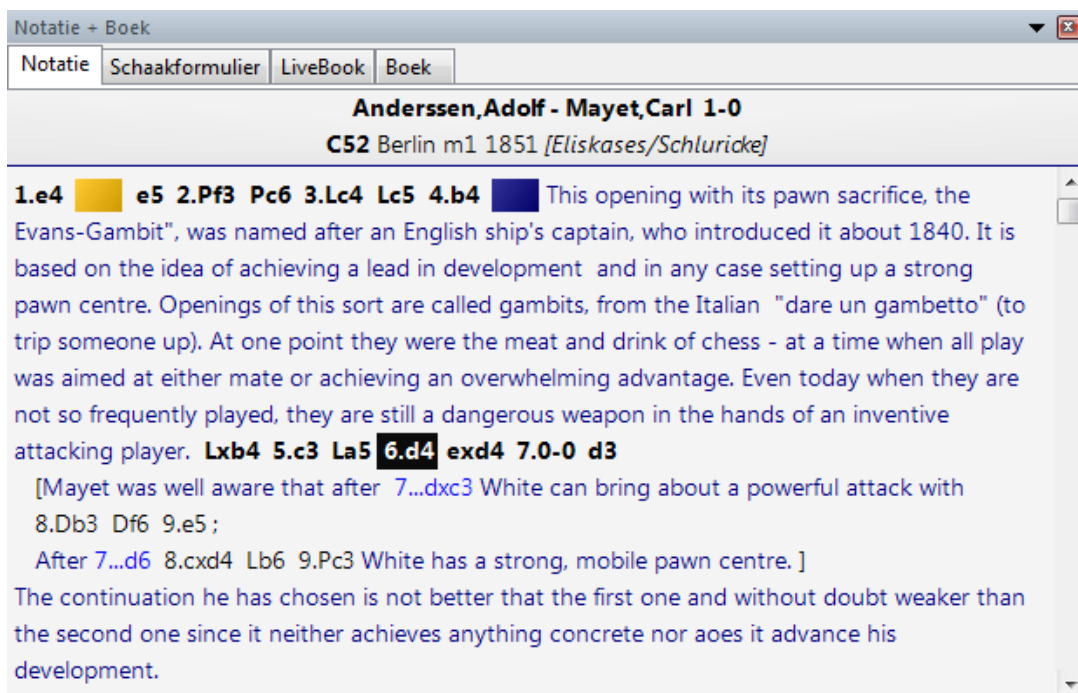 Notatie + Boek
Notatie Schaakformulier LiveBook Boek
Anderssen,Adolf - Mayet,Carl 1-0
C52 Berlin m1 1851 [Eliskases/Schluricke]
1.e4 e5 2.Pf3 Pc6 3.Lc4 Lc5 4.b4 This opening with its pawn sacrifice, the
Evans-Gambit", was named after an English ship's captain, who introduced it about 1840. It is
based on the idea of achieving a lead in development and in any case setting up a strong
pawn centre. Openings of this sort are called gambits, from the Italian "dare un gambetto" (to
trip someone up). At one point they were the meat and drink of chess - at a time when all play
was aimed at either mate or achieving an overwhelming advantage. Even today when they are
not so frequently played, they are still a dangerous weapon in the hands of an inventive
attacking player. Lxb4 5.c3 La5 6.d4 exd4 7.0-0 d3
[Mayet was well aware that after 7...dxc3 White can bring about a powerful attack with
8.Db3 Df6 9.e5 ;
After 7...d6 8.cxd4 Lb6 9.Pc3 White has a strong, mobile pawn centre. ]
The continuation he has chosen is not better that the first one and without doubt weaker than
the second one since it neither achieves anything concrete nor aoes it advance his
development.